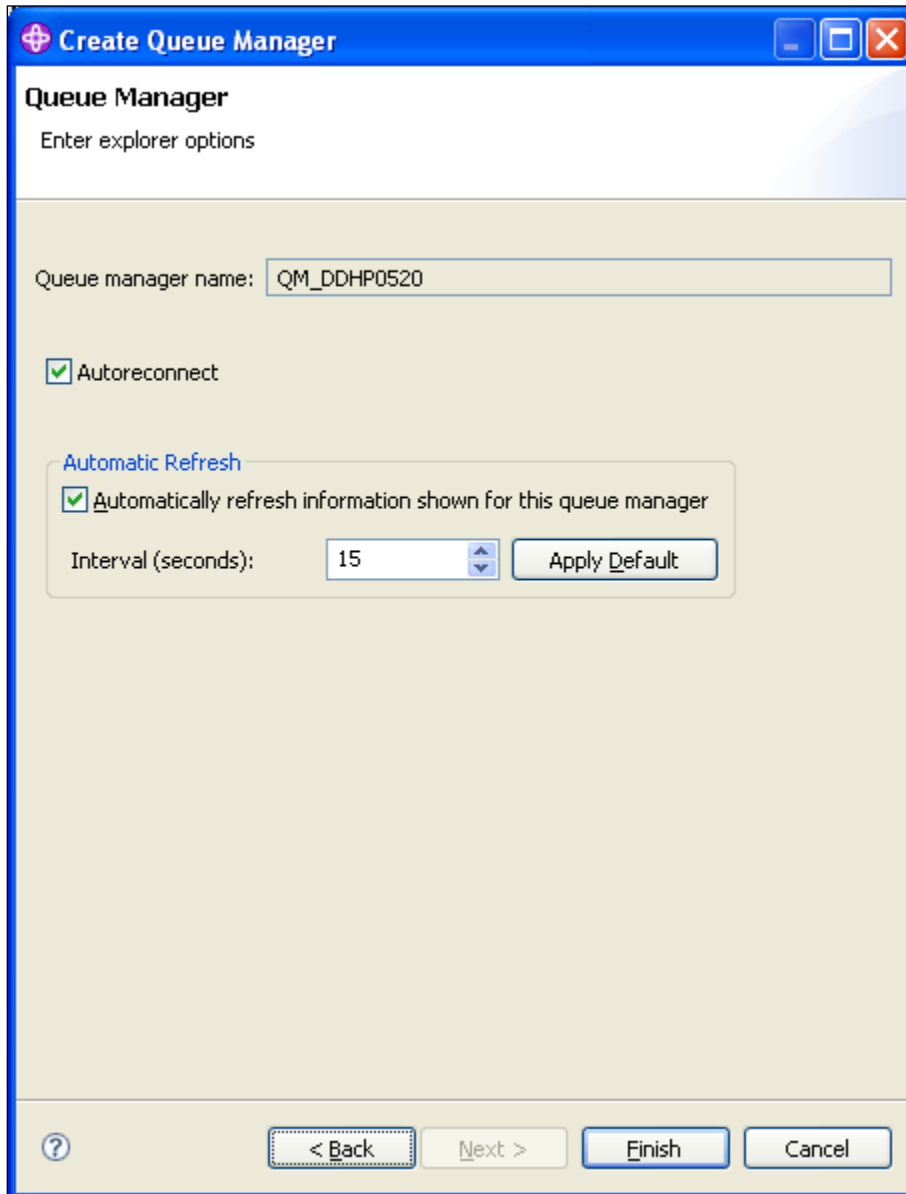 Create Queue Manager
Queue Manager
Enter explorer options
Queue manager name: QM_DDHP0520
Autoreconnect
Automatic Refresh
Automatically refresh information shown for this queue manager
Interval (seconds): 15 Apply Default
? < Back Next > Finish Cancel